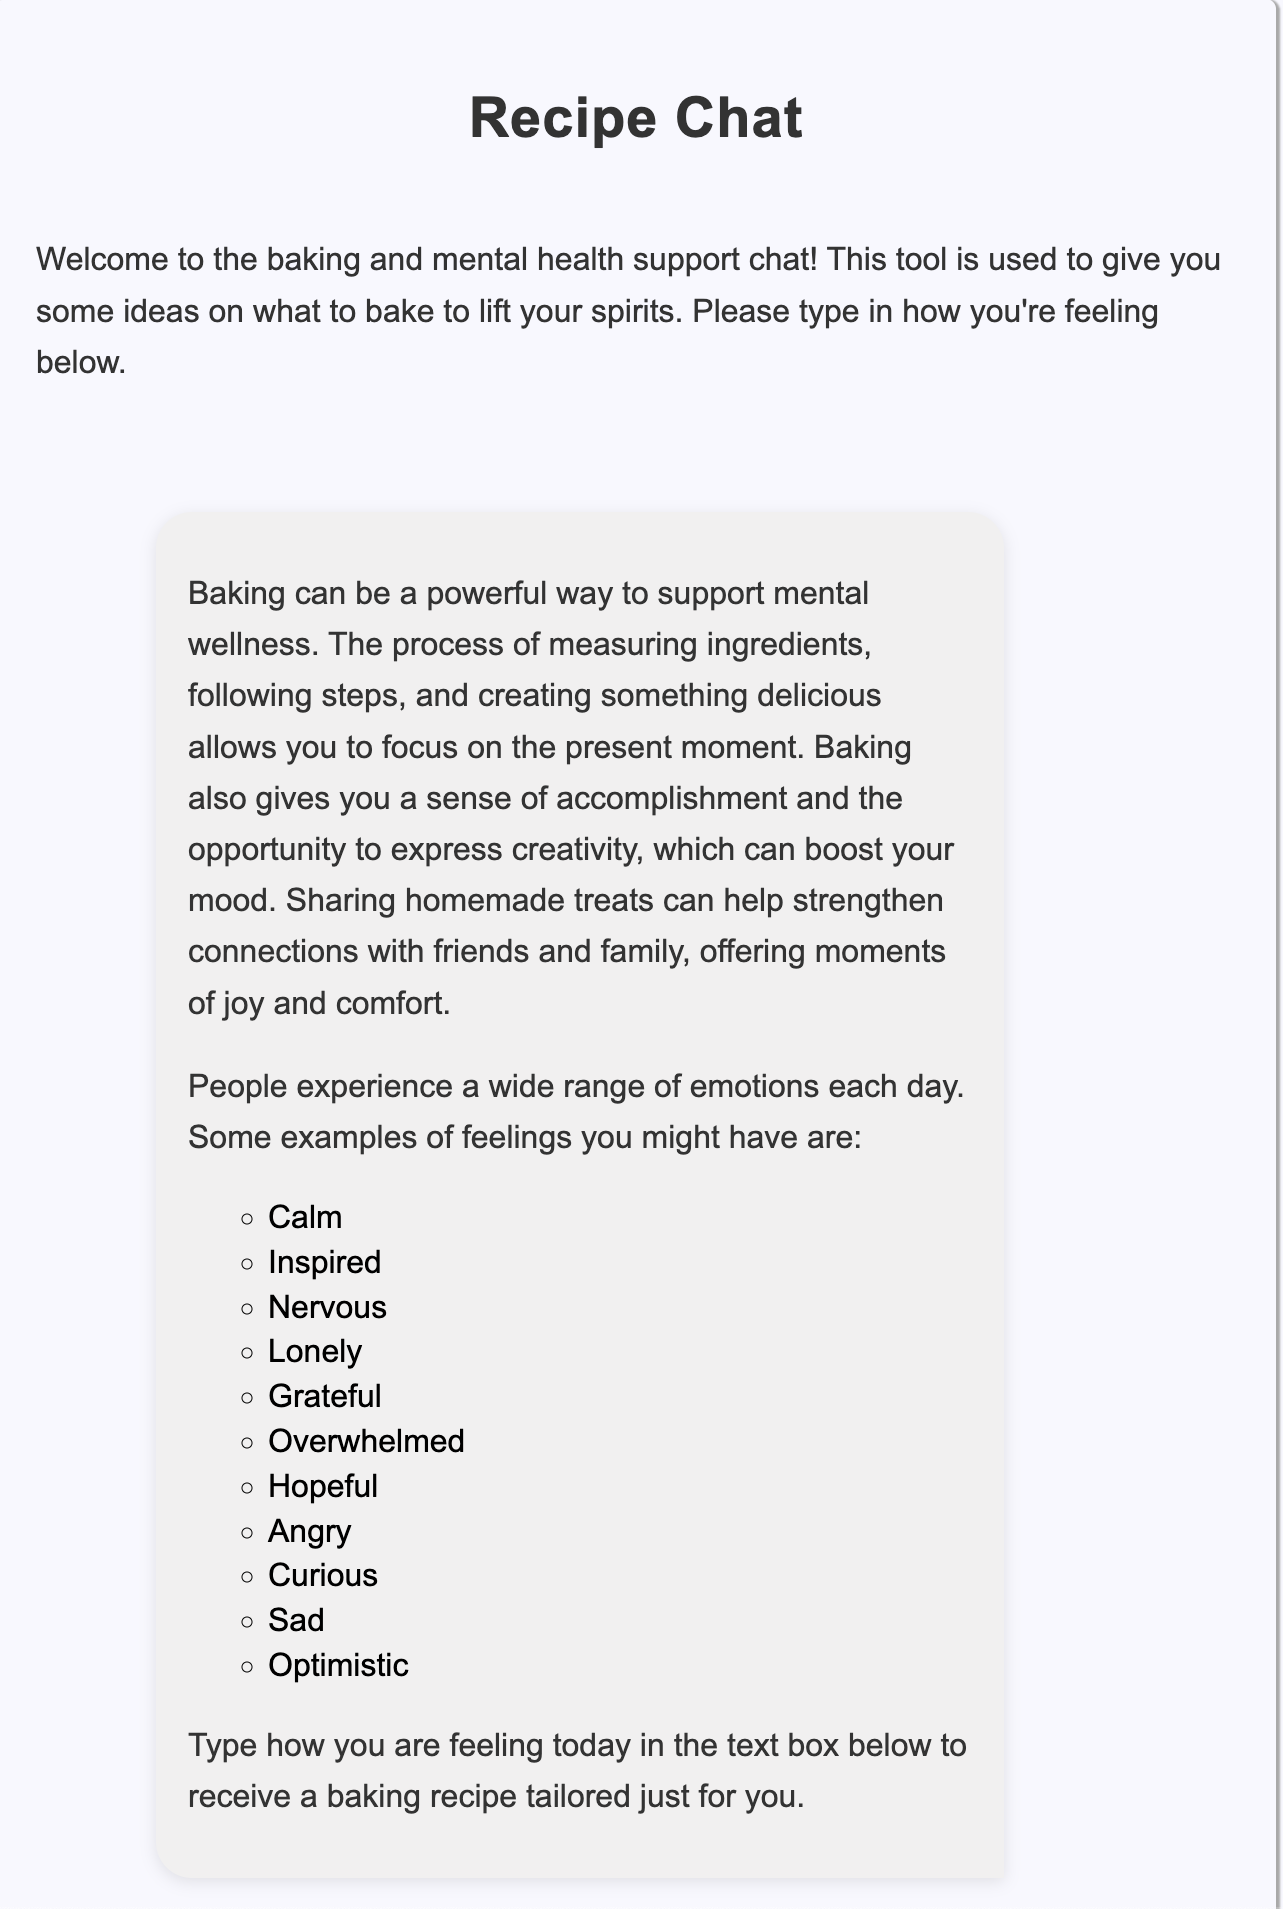 Recipe Chat
Welcome to the baking and mental health support chat! This tool is used to give you
some ideas on what to bake to lift your spirits. Please type in how you're feeling
below.
Baking can be a powerful way to support mental
wellness. The process of measuring ingredients,
following steps, and creating something delicious
allows you to focus on the present moment. Baking
also gives you a sense of accomplishment and the
opportunity to express creativity, which can boost your
mood. Sharing homemade treats can help strengthen
connections with friends and family, offering moments
of joy and comfort.
People experience a wide range of emotions each day.
Some examples of feelings you might have are:
Calm
Inspired
Nervous
Lonely
Grateful
Overwhelmed
Hopeful
Angry
Curious
Sad
Optimistic
Type how you are feeling today in the text box below to
receive a baking recipe tailored just for you.